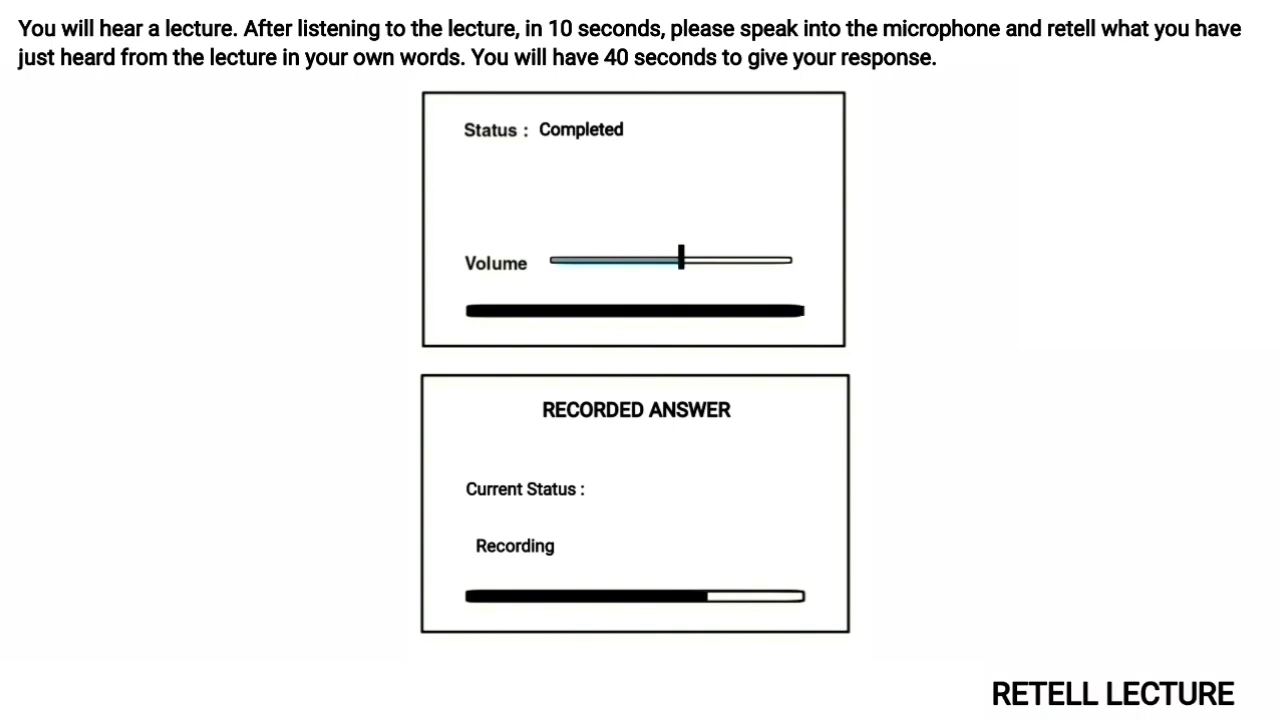 You will hear a lecture. After listening to the lecture, in 10 seconds, please speak into the microphone and retell what you have
just heard from the lecture in your own words. You will have 40 seconds to give your response.
Status : Completed
Volume
RECORDED ANSWER
Current Status :
Recording
RETELL LECTURE